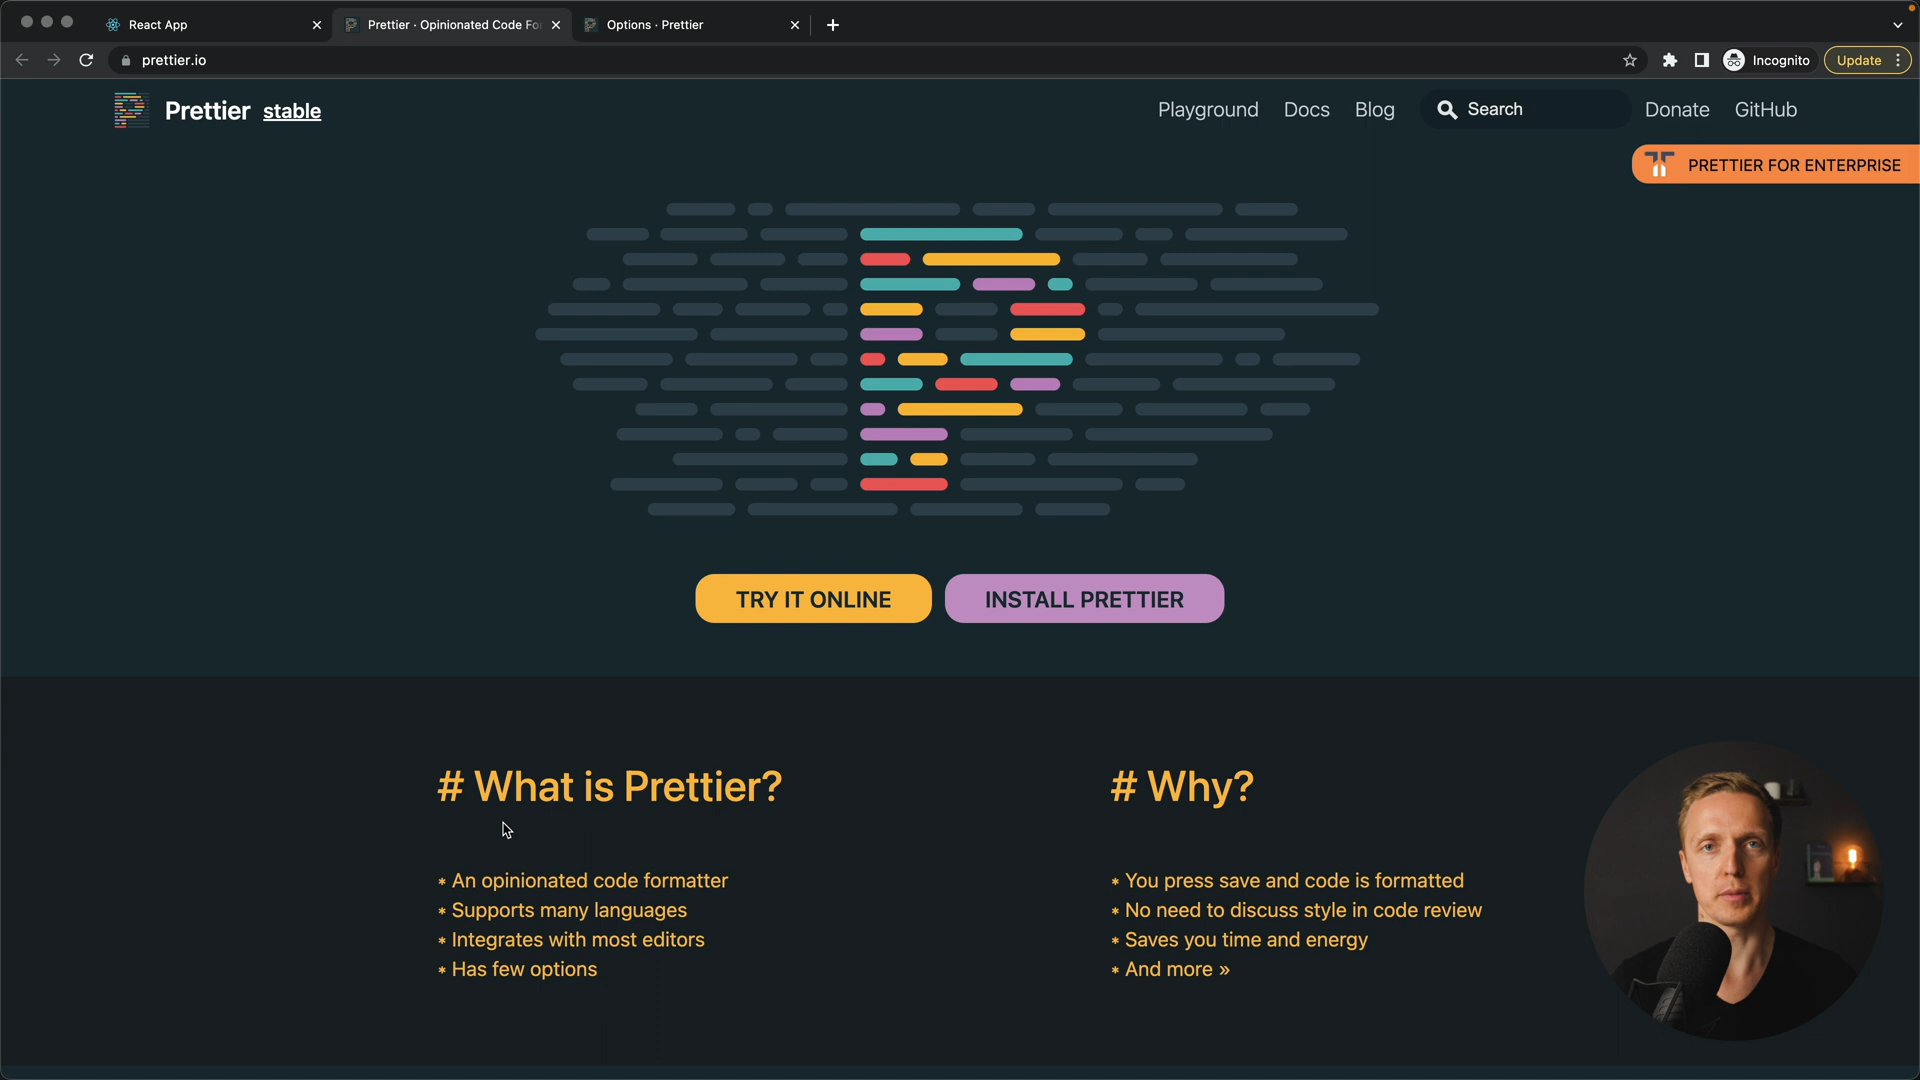 React App
Prettier · Opinionated Code Fo
Options · Prettier
prettier.io
Incognito
Update
Prettier stable
Playground
Docs
Blog
Search
Donate
GitHub
PRETTIER FOR ENTERPRISE
TRY IT ONLINE
INSTALL PRETTIER
# What is Prettier?
* An opinionated code formatter
* Supports many languages
* Integrates with most editors
* Has few options
# Why?
* You press save and code is formatted
* No need to discuss style in code review
* Saves you time and energy
* And more »